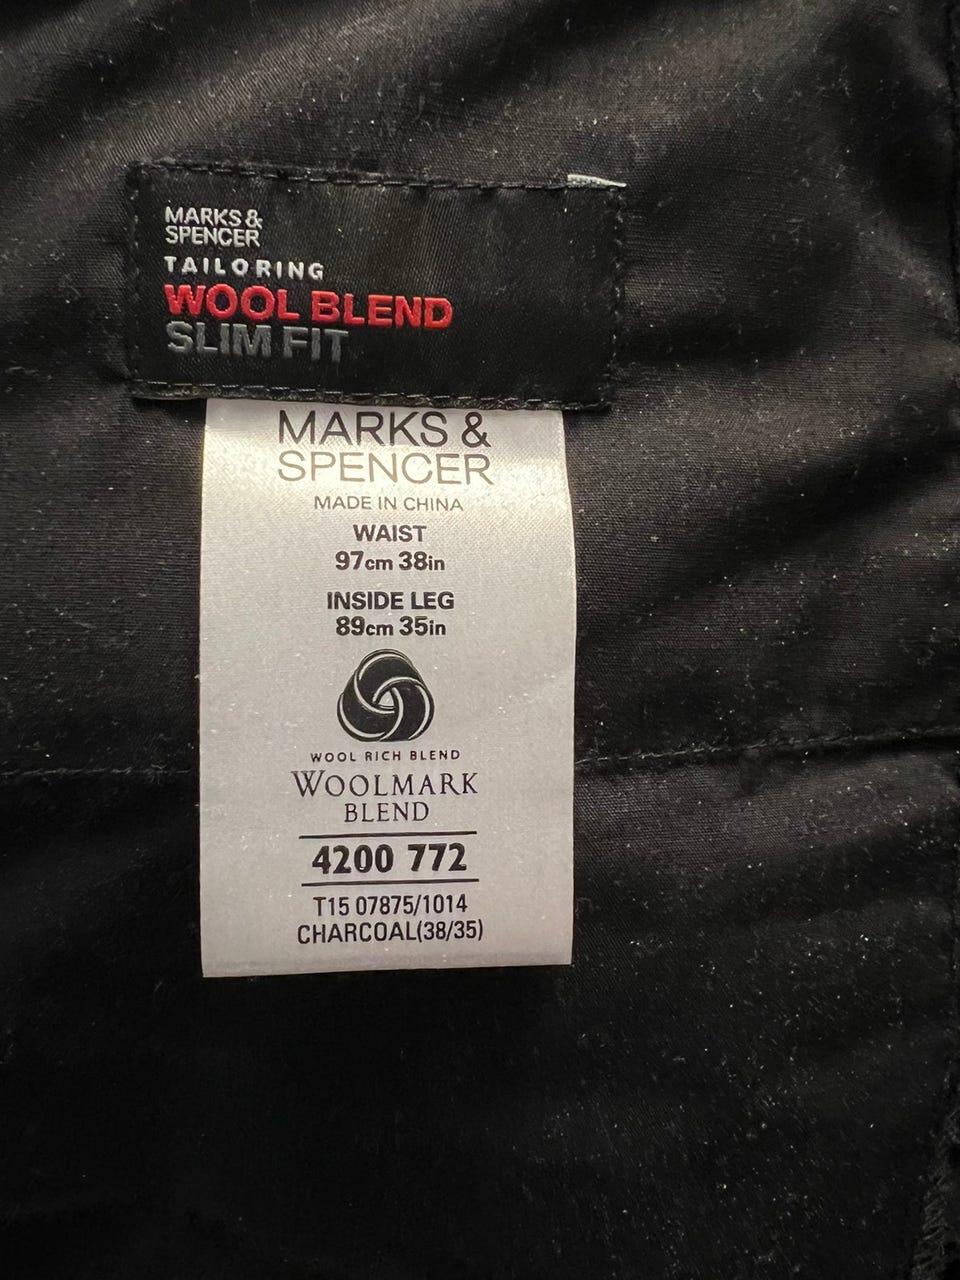 MARKS &
SPENCER
TAILORING
WOOL BLEND
SLIM FIT
MARKS &
SPENCER
MADE IN CHINA
WAIST
97cm 38in
INSIDE LEG
89cm 35in
WOOL RICH BLEND
WOOLMARK
BLEND
4200 772
T15 07875/1014
CHARCOAL(38/35)